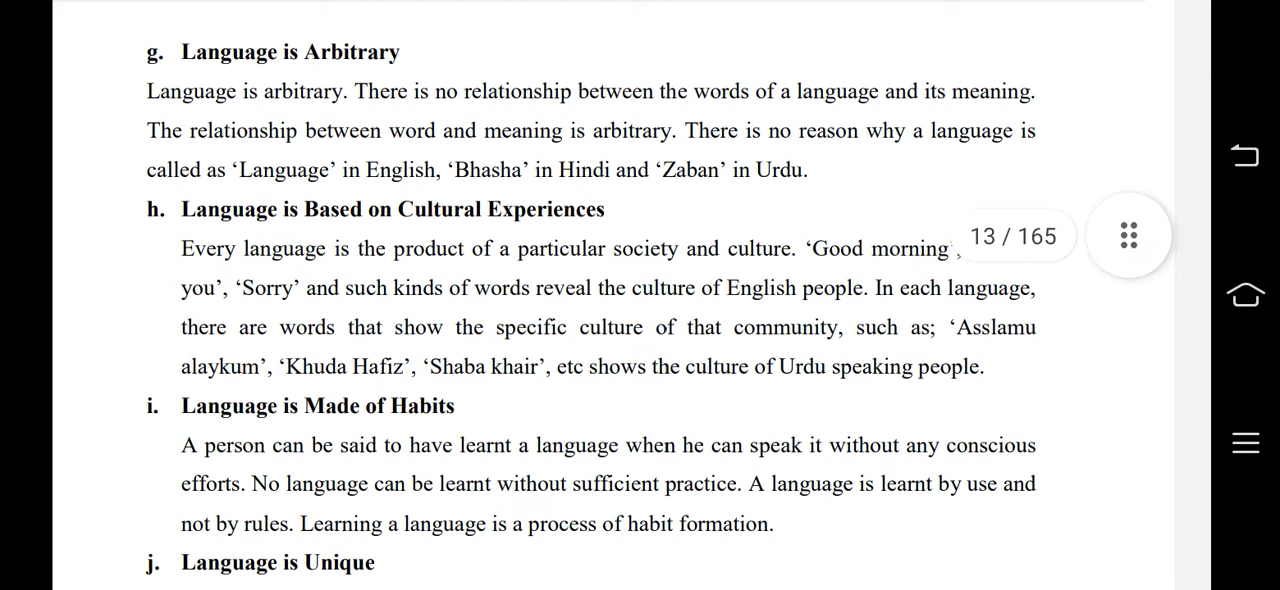 g. Language is Arbitrary
Language is arbitrary. There is no relationship between the words of a language and its meaning.
The relationship between word and meaning is arbitrary. There is no reason why a language is
called as ‘Language’ in English, ‘Bhasha’ in Hindi and ‘Zaban’ in Urdu.
h. Language is Based on Cultural Experiences
Every language is the product of a particular society and culture. ‘Good morning’,
13 / 165
you’, ‘Sorry’ and such kinds of words reveal the culture of English people. In each language,
there are words that show the specific culture of that community, such as; ‘Asslamu
alaykum’, ‘Khuda Hafiz’, ‘Shaba khair’, etc shows the culture of Urdu speaking people.
i. Language is Made of Habits
A person can be said to have learnt a language when he can speak it without any conscious
efforts. No language can be learnt without sufficient practice. A language is learnt by use and
not by rules. Learning a language is a process of habit formation.
j. Language is Unique